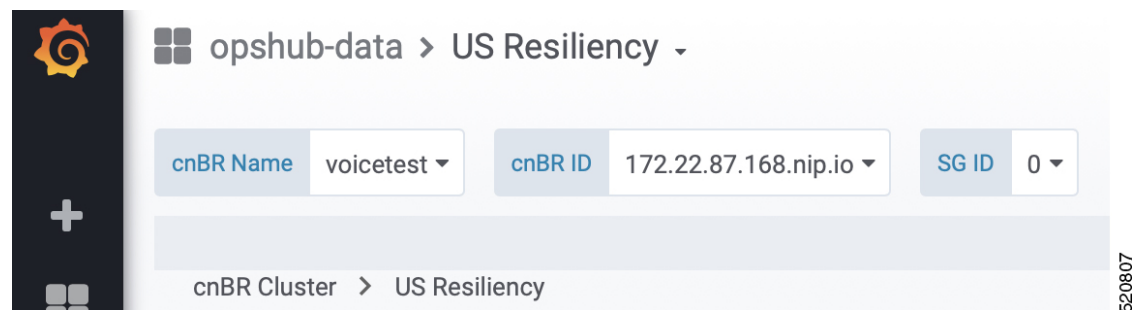 opshub-data > US Resiliency
cnBR Name voicetest cnBR ID 172.22.87.168.nip.io SG ID 0
cnBR Cluster > US Resiliency
520807